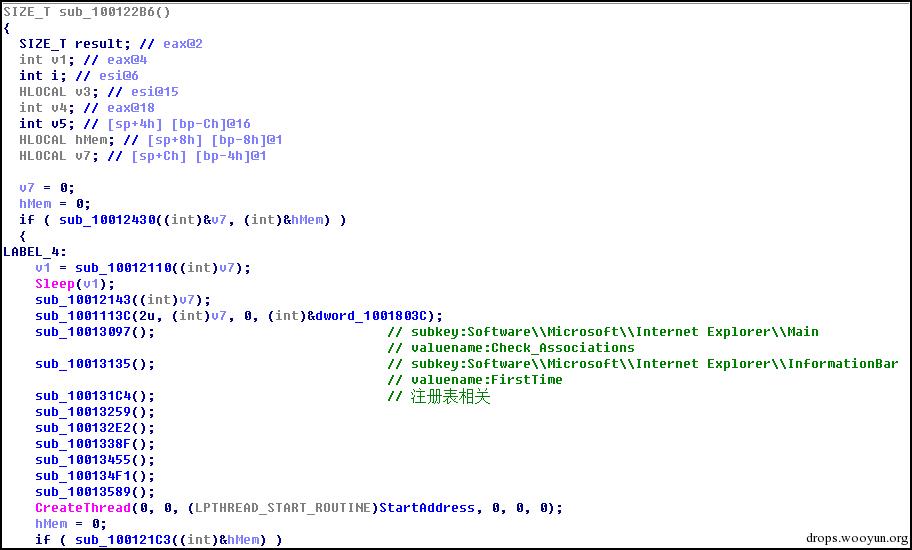 SIZE_T sub_100122B6()
{
SIZE_T result; // eax@2
int v1; // eax@4
int i; // esi@6
HLOCAL v3; // esi@15
int v4; // eax@18
int v5; // [sp+4h] [bp-Ch]@16
HLOCAL hMem; // [sp+8h] [bp-8h]@1
HLOCAL v7; // [sp+Ch] [bp-4h]@1
v7 = 0;
hMem = 0;
if ( sub_10012430((int)&v7, (int)&hMem) )
{
LABEL_4:
v1 = sub_10012110((int)v7);
Sleep(v1);
sub_10012143((int)v7);
sub_1001113C(2u, (int)v7, 0, (int)&dword_1001803C);
sub_10013097(); // subkey:Software\\Microsoft\\Internet Explorer\\Main
// valuename:Check_Associations
sub_10013135(); // subkey:Software\\Microsoft\\Internet Explorer\\InformationBar
// valuename:FirstTime
sub_100131C4(); // 注册表相关
sub_10013259();
sub_100132E2();
sub_1001338F();
sub_10013455();
sub_100134F1();
sub_10013589();
CreateThread(0, 0, (LPTHREAD_START_ROUTINE)StartAddress, 0, 0, 0);
hMem = 0;
if ( sub_100121C3((int)&hMem) )
drops.wooyun.org